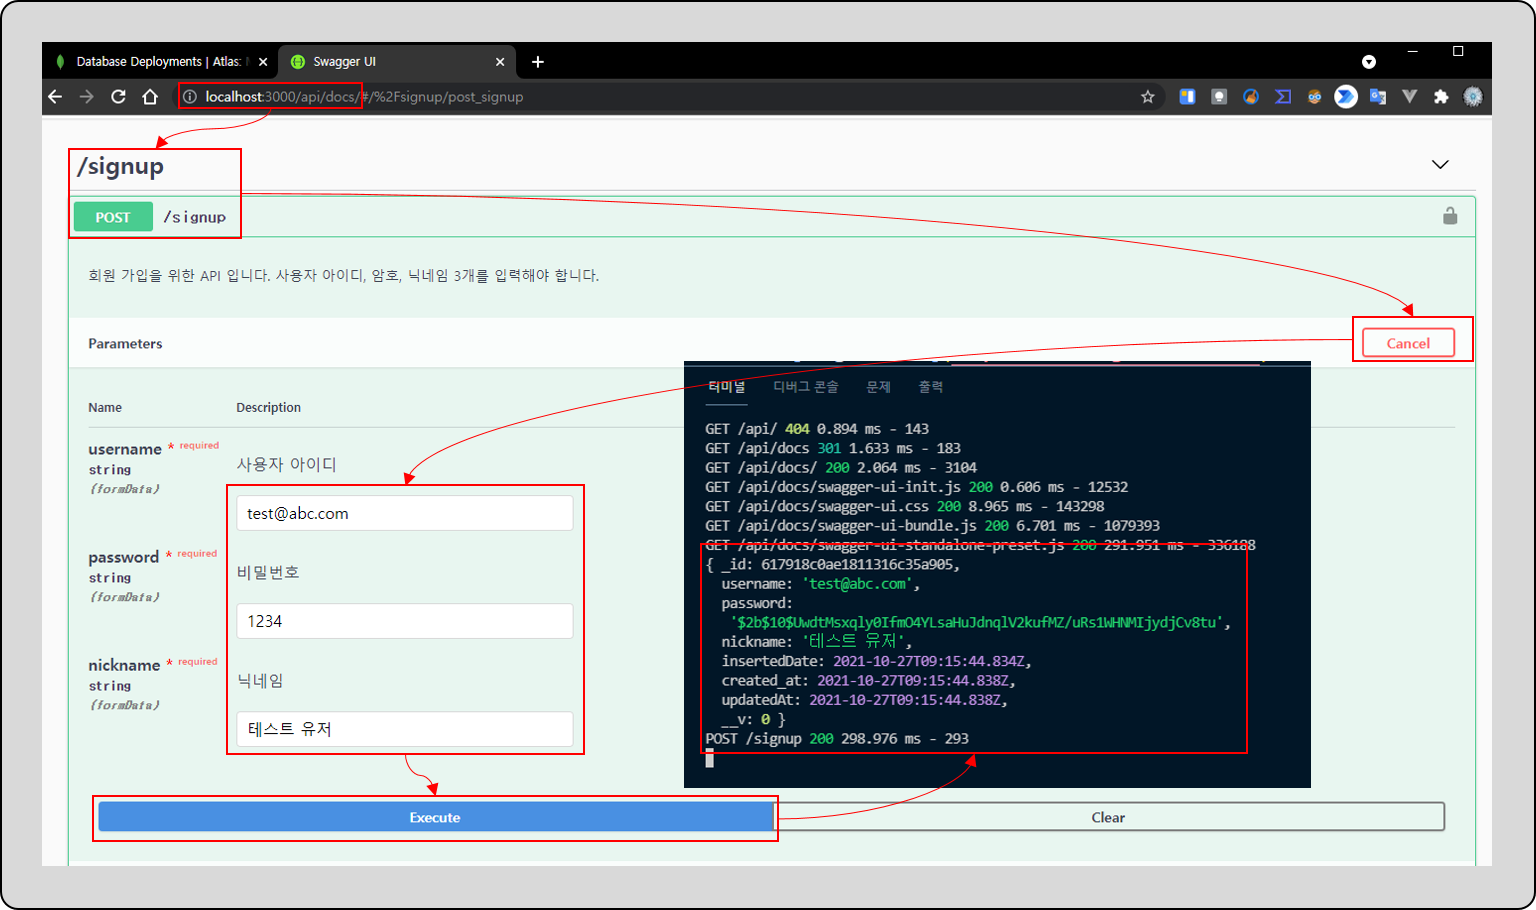 Database Deployments | Atlas:
Swagger UI
localhost:3000/api/docs/#/%2Fsignup/post_signup
/signup
POST /signup
회원 가입을 위한 API 입니다. 사용자 아이디, 암호, 닉네임 3개를 입력해야 합니다.
Parameters
Cancel
Name Description
username * required
string
(formData)
사용자 아이디
test@abc.com
password * required
string
(formData)
비밀번호
1234
nickname * required
string
(formData)
닉네임
테스트 유저
터미널 디버그 콘솔 문제 출력
GET /api/ 404 0.894 ms - 143
GET /api/docs 301 1.633 ms - 183
GET /api/docs/ 200 2.064 ms - 3104
GET /api/docs/swagger-ui-init.js 200 0.606 ms - 12532
GET /api/docs/swagger-ui.css 200 8.965 ms - 143298
GET /api/docs/swagger-ui-bundle.js 200 6.701 ms - 1079393
GET /api/docs/swagger-ui-standalone-preset.js 200 291.951 ms - 336188
{ _id: 617918c0ae1811316c35a905,
username: 'test@abc.com',
password:
'$2b$10$UwdtMsxqly0IfmO4YLsaHuJdnqlV2kufMZ/uRs1WHNMIjydjCv8tu',
nickname: '테스트 유저',
insertedDate: 2021-10-27T09:15:44.834Z,
created_at: 2021-10-27T09:15:44.838Z,
updatedAt: 2021-10-27T09:15:44.838Z,
__v: 0 }
POST /signup 200 298.976 ms - 293
Execute
Clear